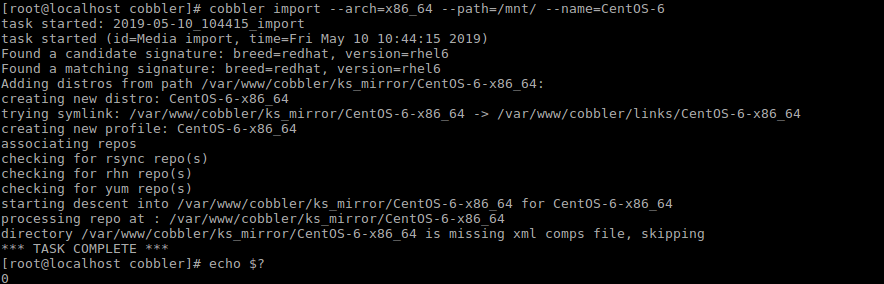 [root@localhost cobbler]# cobbler import --arch=x86_64 --path=/mnt/ --name=CentOS-6
task started: 2019-05-10_104415_import
task started (id=Media import, time=Fri May 10 10:44:15 2019)
Found a candidate signature: breed=redhat, version=rhel6
Found a matching signature: breed=redhat, version=rhel6
Adding distros from path /var/www/cobbler/ks_mirror/CentOS-6-x86_64:
creating new distro: CentOS-6-x86_64
trying symlink: /var/www/cobbler/ks_mirror/CentOS-6-x86_64 -> /var/www/cobbler/links/CentOS-6-x86_64
creating new profile: CentOS-6-x86_64
associating repos
checking for rsync repo(s)
checking for rhn repo(s)
checking for yum repo(s)
starting descent into /var/www/cobbler/ks_mirror/CentOS-6-x86_64 for CentOS-6-x86_64
processing repo at : /var/www/cobbler/ks_mirror/CentOS-6-x86_64
directory /var/www/cobbler/ks_mirror/CentOS-6-x86_64 is missing xml comps file, skipping
*** TASK COMPLETE ***
[root@localhost cobbler]# echo $?
0